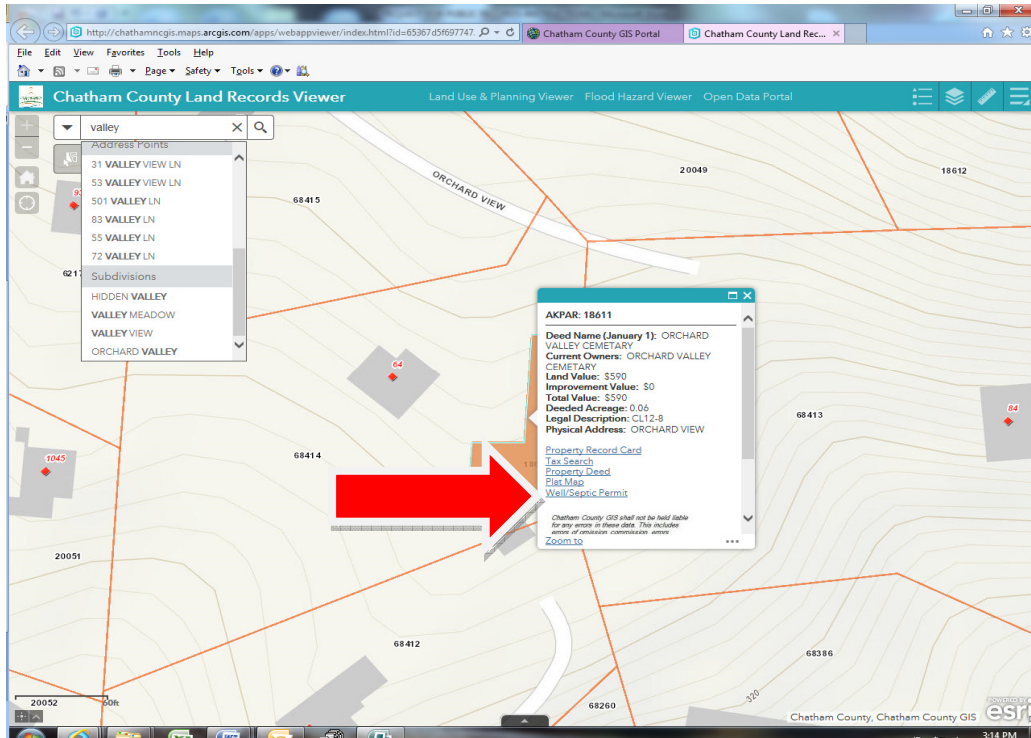 http://chathamncgis.maps.arcgis.com/apps/webappviewer/index.html?id=65367d5f697747.
Chatham County GIS Portal
Chatham County Land Rec...
File Edit View Favorites Tools Help
Page Safety Tools
Chatham County Land Records Viewer
Land Use & Planning Viewer Flood Hazard Viewer Open Data Portal
valley
Address Points
31 VALLEY VIEW LN
53 VALLEY VIEW LN
501 VALLEY LN
83 VALLEY LN
55 VALLEY LN
72 VALLEY LN
Subdivisions
HIDDEN VALLEY
VALLEY MEADOW
VALLEY VIEW
ORCHARD VALLEY
ORCHARD VIEW
20049
18612
68415
AKPAR: 18611
Deed Name (January 1): ORCHARD
VALLEY CEMETARY
Current Owners: ORCHARD VALLEY
CEMETARY
Land Value: $590
Improvement Value: $0
Total Value: $590
Deeded Acreage: 0.06
Legal Description: CL12-8
Physical Address: ORCHARD VIEW
Property Record Card
Tax Search
Property Deed
Plat Map
Well/Septic Permit
Chatham County GIS shall not be held liable
for any errors in these data. This includes
errors of omission, commission, errors
Zoom to
64
84
68413
68414
1045
20051
68412
68386
20052
60ft
68260
320
Chatham County, Chatham County GIS
POWERED BY
esri
3:14 PM